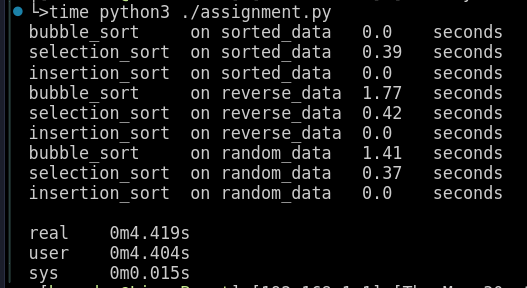 └->time python3 ./assignment.py
bubble_sort     on sorted_data   0.0    seconds
selection_sort  on sorted_data   0.39   seconds
insertion_sort  on sorted_data   0.0    seconds
bubble_sort     on reverse_data  1.77   seconds
selection_sort  on reverse_data  0.42   seconds
insertion_sort  on reverse_data  0.0    seconds
bubble_sort     on random_data   1.41   seconds
selection_sort  on random_data   0.37   seconds
insertion_sort  on random_data   0.0    seconds
real    0m4.419s
user    0m4.404s
sys     0m0.015s